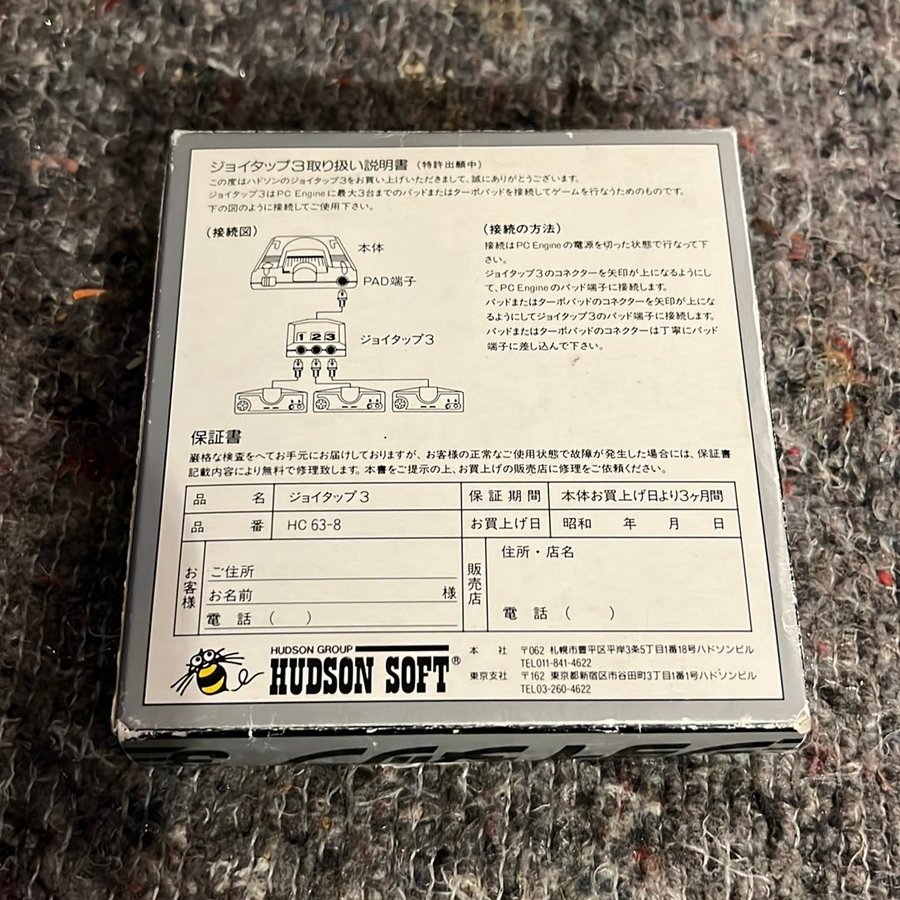 ジョイタップ3取り扱い説明書 (特許出願中)
この度はハドソンのジョイタップ3をお買い上げいただきまして、誠にありがとうございます。
ジョイタップ3はPC Engineに最大3台までのパッドまたはターボパッドを接続してゲームを行なうためのものです。
下の図のように接続してご使用下さい。
(接続図)
本体
PAD端子
1 2 3
ジョイタップ3
(接続の方法)
接続はPC Engineの電源を切った状態で行なって下
さい。
ジョイタップ3のコネクターを矢印が上になるようにし
て、PC Engineのパッド端子に接続します。
パッドまたはターボパッドのコネクターを矢印が上にな
るようにしてジョイタップ3のパッド端子に接続します。
パッドまたはターボパッドのコネクターは丁寧にパッド
端子に差し込んで下さい。
保証書
厳格な検査をへてお手元にお届けしておりますが、お客様の正常なご使用状態で故障が発生した場合には、保証書
記載内容により無料で修理致します。本書をご提示の上、お買上げの販売店に修理をご依頼ください。
品名 ジョイタップ3 保証期間 本体お買上げ日より3ヶ月間
品番 HC 63-8 お買上げ日 昭和 年 月 日
お客様
ご住所
お名前 様
電話 ( )
販売店
住所・店名
電話 ( )
HUDSON GROUP
HUDSON SOFT®
本社 〒062 札幌市豊平区平岸3条5丁目1番18号ハドソンビル
TEL011-841-4622
東京支社 〒162 東京都新宿区市谷田町3丁目1番1号ハドソンビル
TEL03-260-4622